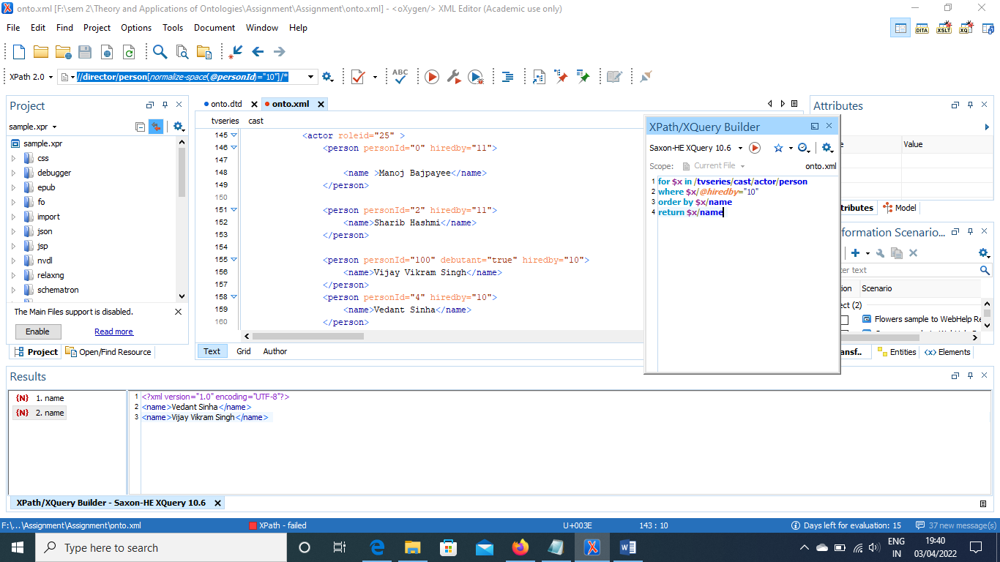 onto.xml [F:\sem 2\Theory and Applications of Ontologies\Assignment\Assignment\onto.xml] - <oXygen/> XML Editor (Academic use only)
File Edit Find Project Options Tools Document Window Help
DITA XSLT XQ
XPath 2.0 //director/person[normalize-space(@personId)="10"]/* ABC
Project
sample.xpr
sample.xpr
css
debugger
epub
fo
import
json
jsp
nvdl
relaxng
schematron
The Main Files support is disabled.
Enable Read more
Project Open/Find Resource
onto.dtd onto.xml
tvseries cast
145 <actor roleid="25" >
146 <person personId="0" hiredby="11">
147
148 <name >Manoj Bajpayee</name>
149 </person>
150
151 <person personId="2" hiredby="11">
152 <name>Sharib Hashmi</name>
153 </person>
154
155 <person personId="100" debutant="true" hiredby="10">
156 <name>Vijay Vikram Singh</name>
157 </person>
158 <person personId="4" hiredby="10">
159 <name>Vedant Sinha</name>
160 </person>
Text Grid Author
XPath/XQuery Builder
Saxon-HE XQuery 10.6
Scope: Current File onto.xml
1 for $x in /tvseries/cast/actor/person
2 where $x/@hiredby="10"
3 order by $x/name
4 return $x/name
Attributes
e Value
tributes Model
formation Scenario...
ter text
tion Scenario
ect (2)
Flowers sample to WebHelp Re
ansf.. Entities Elements
Results
1. name
2. name
1 <?xml version="1.0" encoding="UTF-8"?>
2 <name>Vedant Sinha</name>
3 <name>Vijay Vikram Singh</name>
XPath/XQuery Builder - Saxon-HE XQuery 10.6
F:\...\Assignment\Assignment\onto.xml XPath - failed U+003E 143 : 10 Days left for evaluation: 15 37 new message(s)
Type here to search
ENG
IN
19:40
03/04/2022